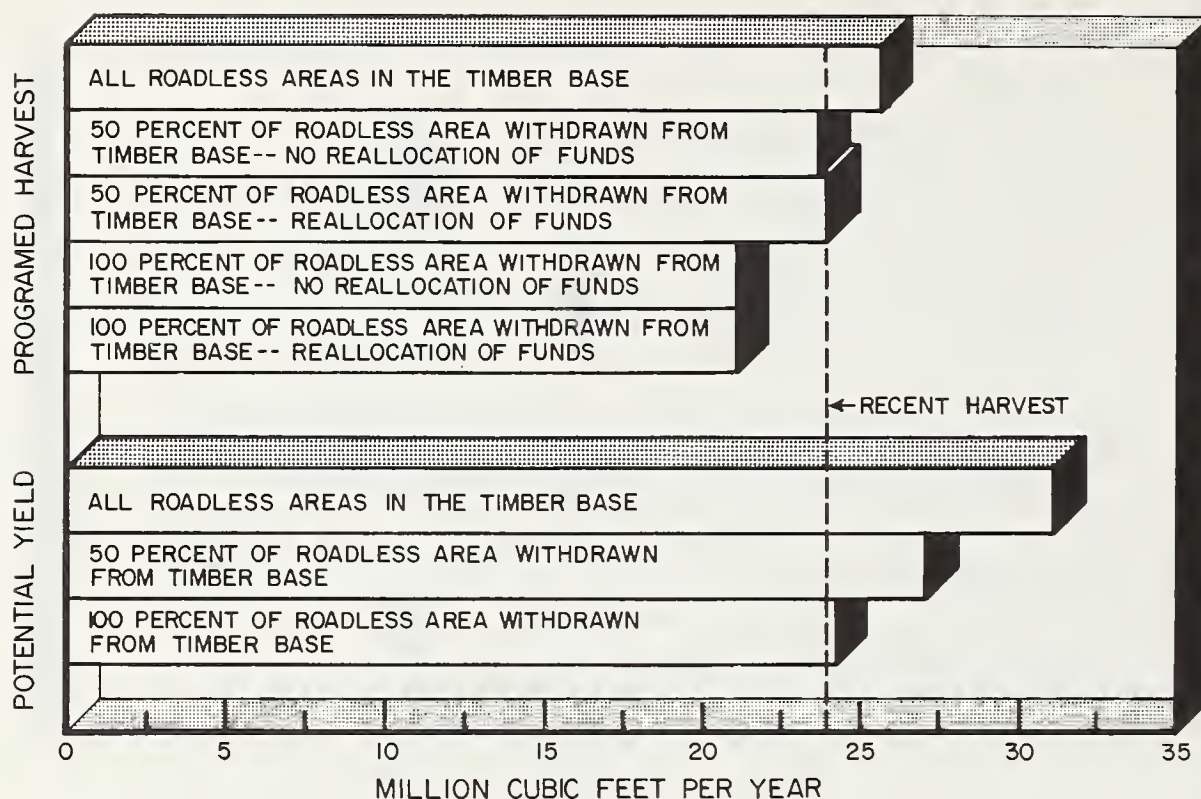 PROGRAMED HARVEST
ALL ROADLESS AREAS IN THE TIMBER BASE
50 PERCENT OF ROADLESS AREA WITHDRAWN FROM
TIMBER BASE-- NO REALLOCATION OF FUNDS
50 PERCENT OF ROADLESS AREA WITHDRAWN FROM
TIMBER BASE-- REALLOCATION OF FUNDS
100 PERCENT OF ROADLESS AREA WITHDRAWN FROM
TIMBER BASE-- NO REALLOCATION OF FUNDS
100 PERCENT OF ROADLESS AREA WITHDRAWN FROM
TIMBER BASE-- REALLOCATION OF FUNDS
RECENT HARVEST
POTENTIAL YIELD
ALL ROADLESS AREAS IN THE TIMBER BASE
50 PERCENT OF ROADLESS AREA WITHDRAWN
FROM TIMBER BASE
100 PERCENT OF ROADLESS AREA WITHDRAWN
FROM TIMBER BASE
0 5 10 15 20 25 30 35
MILLION CUBIC FEET PER YEAR